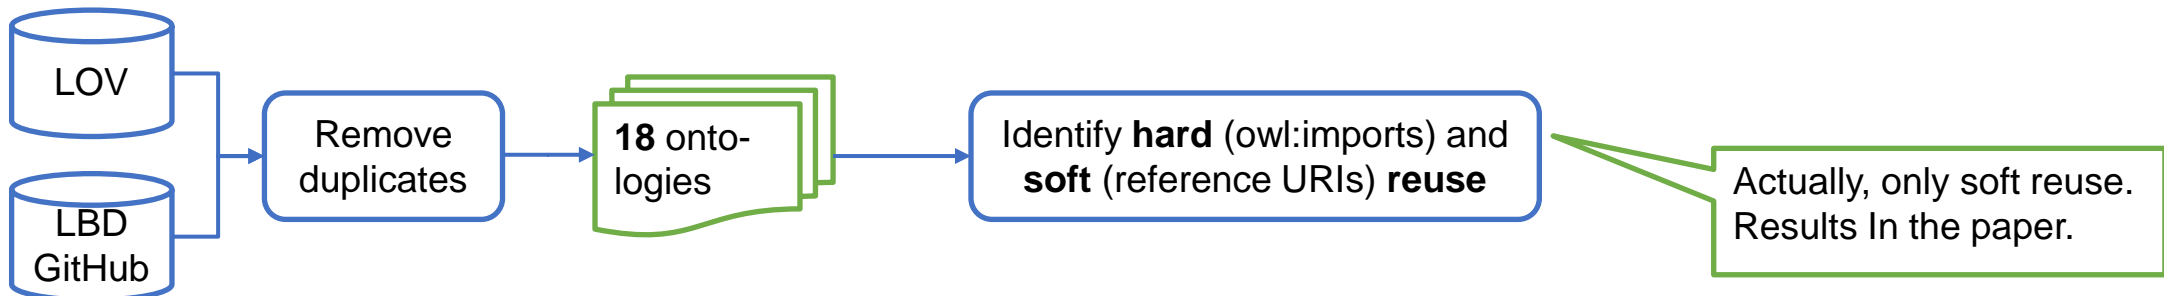 LOV
LBD
GitHub
Remove
duplicates
18 onto-
logies
Identify hard (owl:imports) and
soft (reference URIs) reuse
Actually, only soft reuse.
Results In the paper.